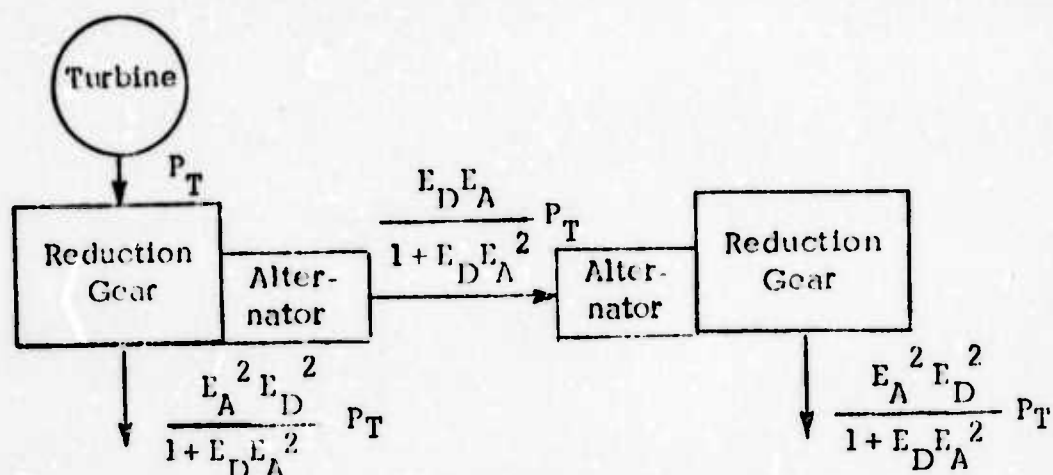 Turbine
P_T
Reduction Gear
Alter-
nator
E_D E_A / (1 + E_D E_A^2) P_T
Alter-
nator
Reduction
Gear
E_A^2 E_D^2 / (1 + E_D E_A^2) P_T
E_A^2 E_D^2 / (1 + E_D E_A^2) P_T